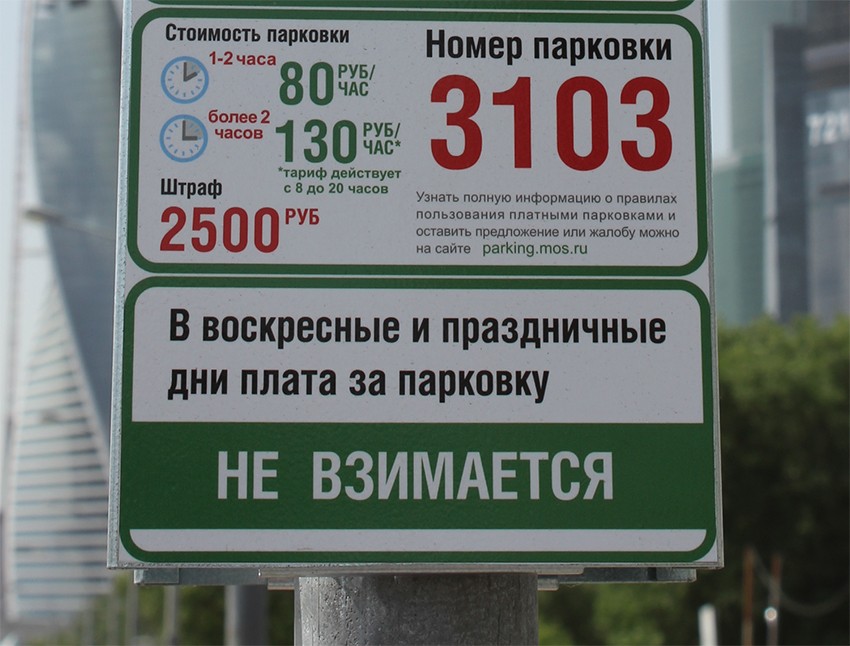 Стоимость парковки
1-2 часа
80 РУБ/
ЧАС
более 2
часов
130 РУБ/
ЧАС*
*тариф действует
с 8 до 20 часов
Штраф
2500 РУБ
Номер парковки
3103
Узнать полную информацию о правилах
пользования платными парковками и
оставить предложение или жалобу можно
на сайте parking.mos.ru
В воскресные и праздничные
дни плата за парковку
НЕ ВЗИМАЕТСЯ
721